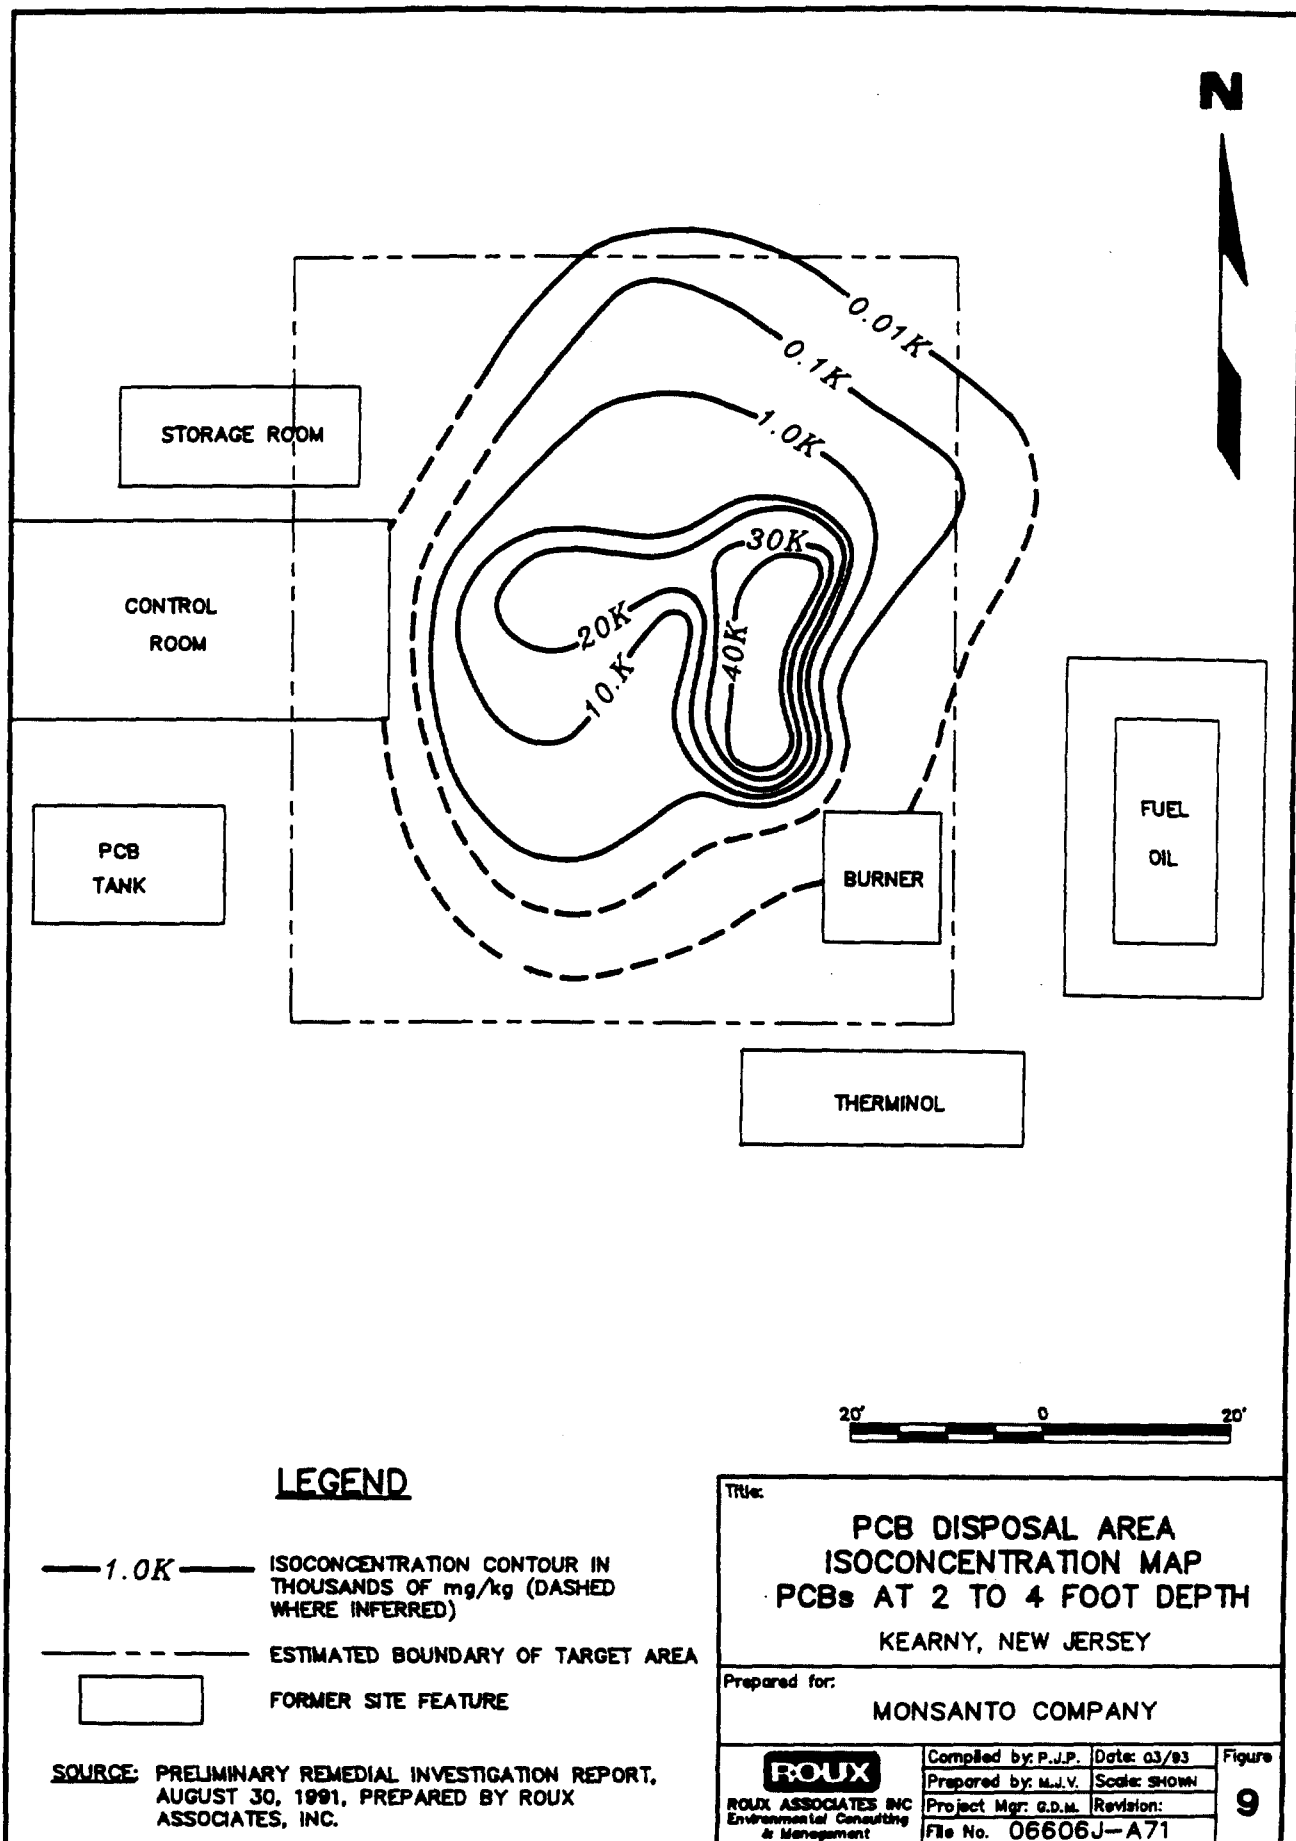 N
0.01K
0.1K
1.0K
STORAGE ROOM
30K
CONTROL
ROOM
20K
40K
10.K
FUEL
OIL
PCB
TANK
BURNER
THERMINOL
20' 0 20'
LEGEND
1.0K
ISOCONCENTRATION CONTOUR IN
THOUSANDS OF mg/kg (DASHED
WHERE INFERRED)
ESTIMATED BOUNDARY OF TARGET AREA
FORMER SITE FEATURE
SOURCE: PRELIMINARY REMEDIAL INVESTIGATION REPORT,
AUGUST 30, 1991, PREPARED BY ROUX
ASSOCIATES, INC.
Title:
PCB DISPOSAL AREA
ISOCONCENTRATION MAP
PCBs AT 2 TO 4 FOOT DEPTH
KEARNY, NEW JERSEY
Prepared for:
MONSANTO COMPANY
ROUX
ROUX ASSOCIATES INC
Environmental Consulting
& Management
Compiled by: P.J.P. Date: 03/93
Prepared by: M.J.V. Scale: SHOWN
Project Mgr: G.D.M. Revision:
File No. 06606J-A71
Figure
9